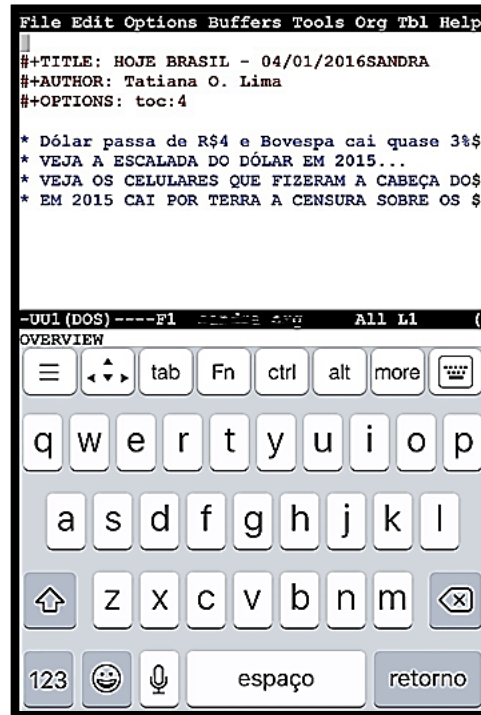 File Edit Options Buffers Tools Org Tbl Help
#+TITLE: HOJE BRASIL - 04/01/2016SANDRA
#+AUTHOR: Tatiana O. Lima
#+OPTIONS: toc:4
* Dólar passa de R$4 e Bovespa cai quase 3%$
* VEJA A ESCALADA DO DÓLAR EM 2015...
* VEJA OS CELULARES QUE FIZERAM A CABEÇA DO$
* EM 2015 CAI POR TERRA A CENSURA SOBRE OS $
-UU1(DOS)----F1 All L1 (
OVERVIEW
tab Fn ctrl alt more
q w e r t y u i o p
a s d f g h j k l
z x c v b n m
123 espaço retorno